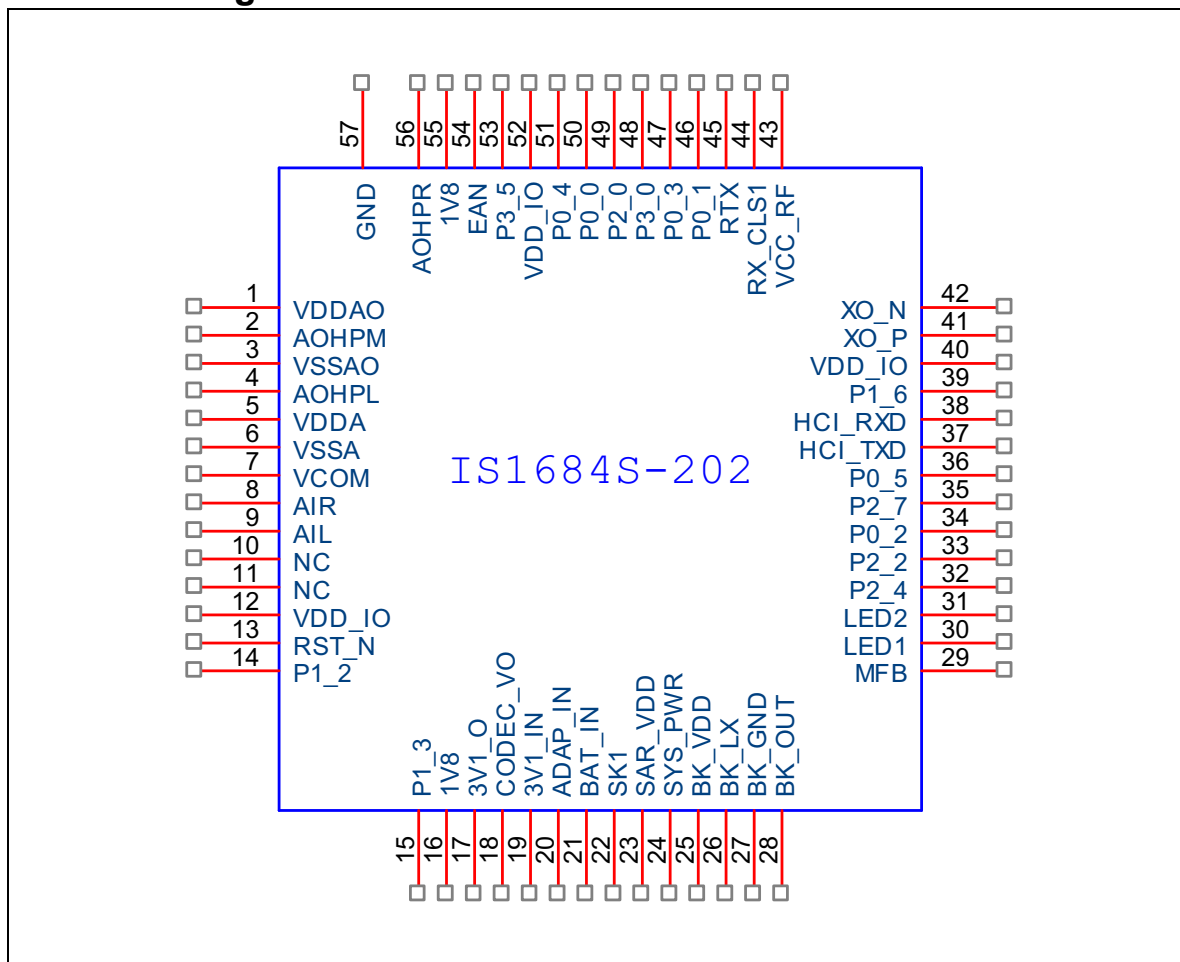 57
56
55
54
53
52
51
50
49
48
47
46
45
44
43
GND
AOHPR
1V8
EAN
P3_5
VDD_IO
P0_4
P0_0
P2_0
P3_0
P0_3
P0_1
RTX
RX_CLS1
VCC_RF
1 VDDAO
2 AOHPM
3 VSSAO
4 AOHPL
5 VDDA
6 VSSA
7 VCOM
8 AIR
9 AIL
10 NC
11 NC
12 VDD_IO
13 RST_N
14 P1_2
IS1684S-202
XO_N 42
XO_P 41
VDD_IO 40
P1_6 39
HCI_RXD 38
HCI_TXD 37
P0_5 36
P2_7 35
P0_2 34
P2_2 33
P2_4 32
LED2 31
LED1 30
MFB 29
P1_3
1V8
3V1_O
CODEC_VO
3V1_IN
ADAP_IN
BAT_IN
SK1
SAR_VDD
SYS_PWR
BK_VDD
BK_LX
BK_GND
BK_OUT
15
16
17
18
19
20
21
22
23
24
25
26
27
28